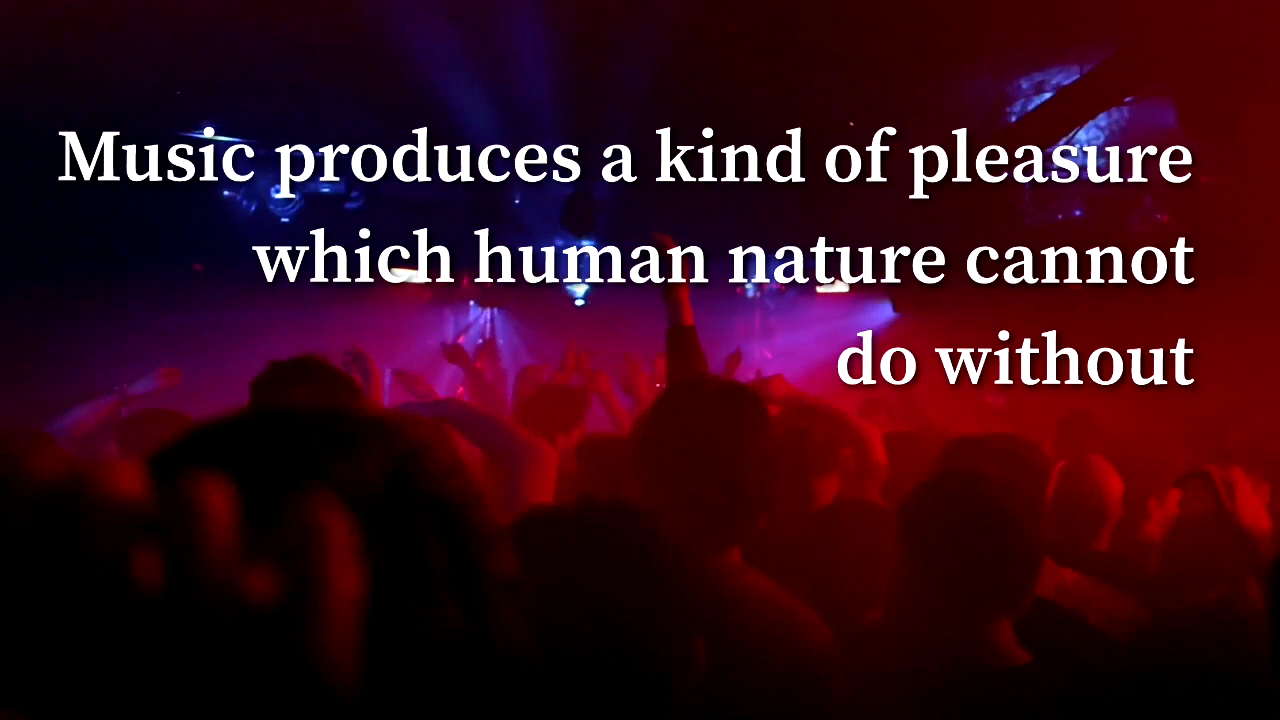 Music produces a kind of pleasure
which human nature cannot
do without